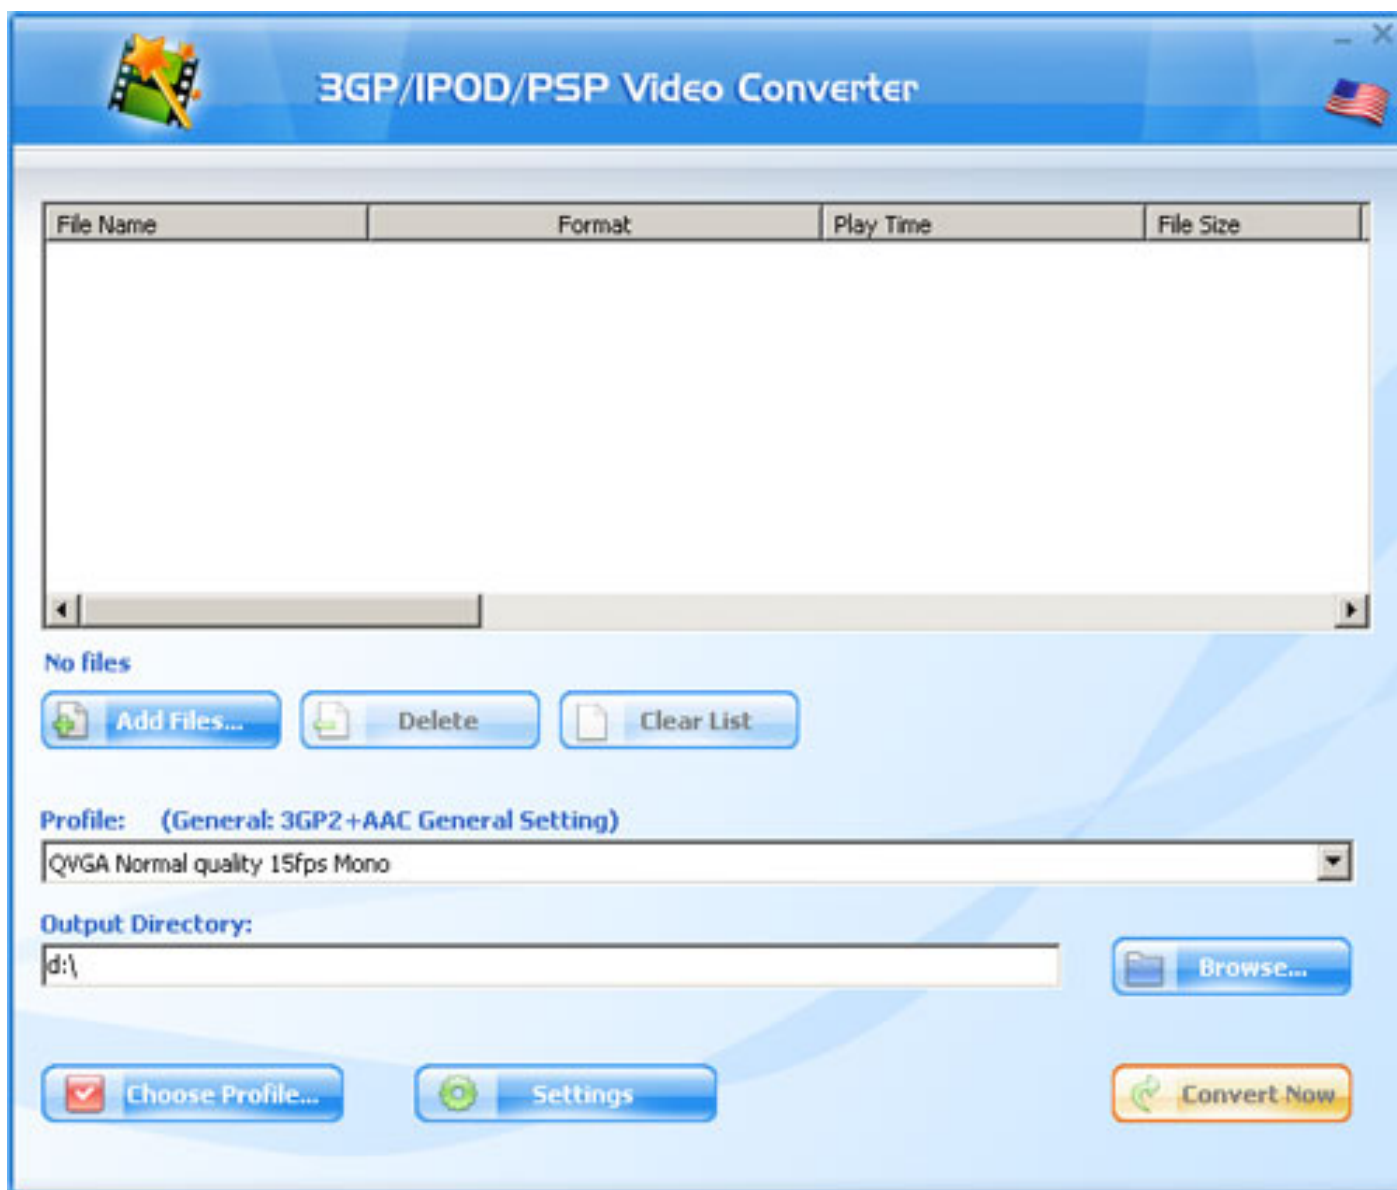 3GP/IPOD/PSP Video Converter
File Name Format Play Time File Size
No files
Add Files... Delete Clear List
Profile: (General: 3GP2+AAC General Setting)
QVGA Normal quality 15fps Mono
Output Directory:
d:\
Browse...
Choose Profile... Settings Convert Now